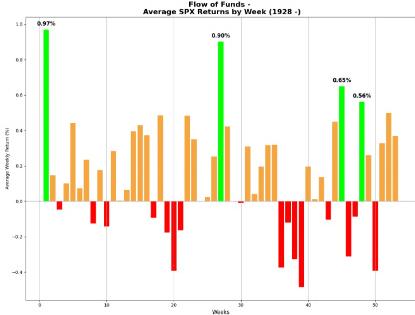 Flow of Funds -
Average SPX Returns by Week (1928 -)
0.97%
0.90%
0.65%
0.56%
Average Weekly Return (%)
1.0
0.8
0.6
0.4
0.2
0.0
−0.2
−0.4
0 10 20 30 40 50
Weeks